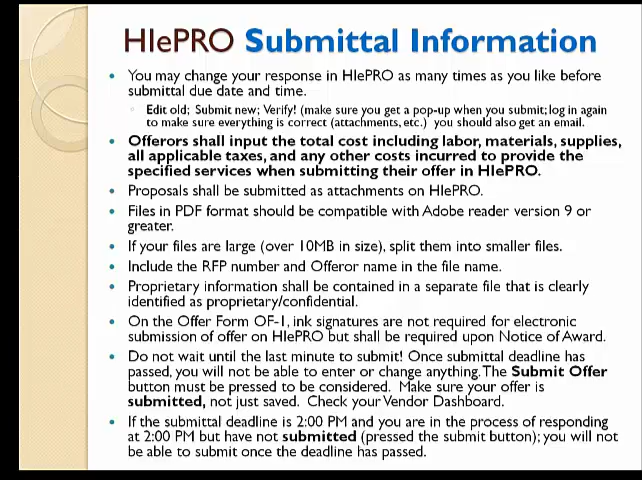 HIePRO Submittal Information
You may change your response in HIePRO as many times as you like before
submittal due date and time.
Edit old; Submit new; Verify! (make sure you get a pop-up when you submit; log in again
to make sure everything is correct (attachments, etc.) you should also get an email.
Offerors shall input the total cost including labor, materials, supplies,
all applicable taxes, and any other costs incurred to provide the
specified services when submitting their offer in HIePRO.
Proposals shall be submitted as attachments on HIePRO.
Files in PDF format should be compatible with Adobe reader version 9 or
greater.
If your files are large (over 10MB in size), split them into smaller files.
Include the RFP number and Offeror name in the file name.
Proprietary information shall be contained in a separate file that is clearly
identified as proprietary/confidential.
On the Offer Form OF-1, ink signatures are not required for electronic
submission of offer on HIePRO but shall be required upon Notice of Award.
Do not wait until the last minute to submit! Once submittal deadline has
passed, you will not be able to enter or change anything. The Submit Offer
button must be pressed to be considered. Make sure your offer is
submitted, not just saved. Check your Vendor Dashboard.
If the submittal deadline is 2:00 PM and you are in the process of responding
at 2:00 PM but have not submitted (pressed the submit button); you will not
be able to submit once the deadline has passed.